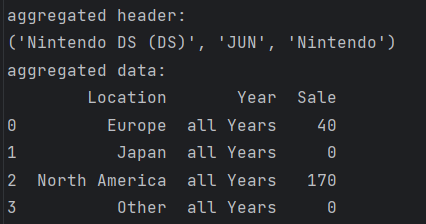 aggregated header:
('Nintendo DS (DS)', 'JUN', 'Nintendo')
aggregated data:
Location Year Sale
0 Europe all Years 40
1 Japan all Years 0
2 North America all Years 170
3 Other all Years 0